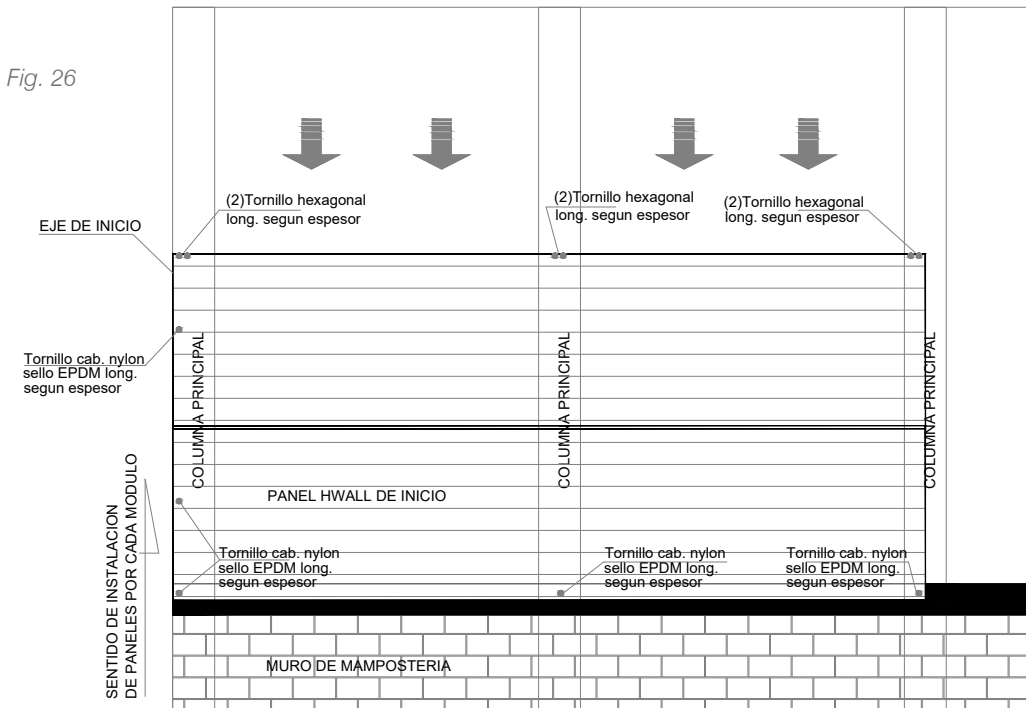 Fig. 26
(2)Tornillo hexagonal
long. segun espesor
(2)Tornillo hexagonal
long. segun espesor
(2)Tornillo hexagonal
long. segun espesor
EJE DE INICIO
Tornillo cab. nylon
sello EPDM long.
segun espesor
COLUMNA PRINCIPAL
COLUMNA PRINCIPAL
COLUMNA PRINCIPAL
PANEL HWALL DE INICIO
SENTIDO DE INSTALACION
DE PANELES POR CADA MODULO
Tornillo cab. nylon
sello EPDM long.
segun espesor
Tornillo cab. nylon
sello EPDM long.
segun espesor
Tornillo cab. nylon
sello EPDM long.
segun espesor
MURO DE MAMPOSTERIA